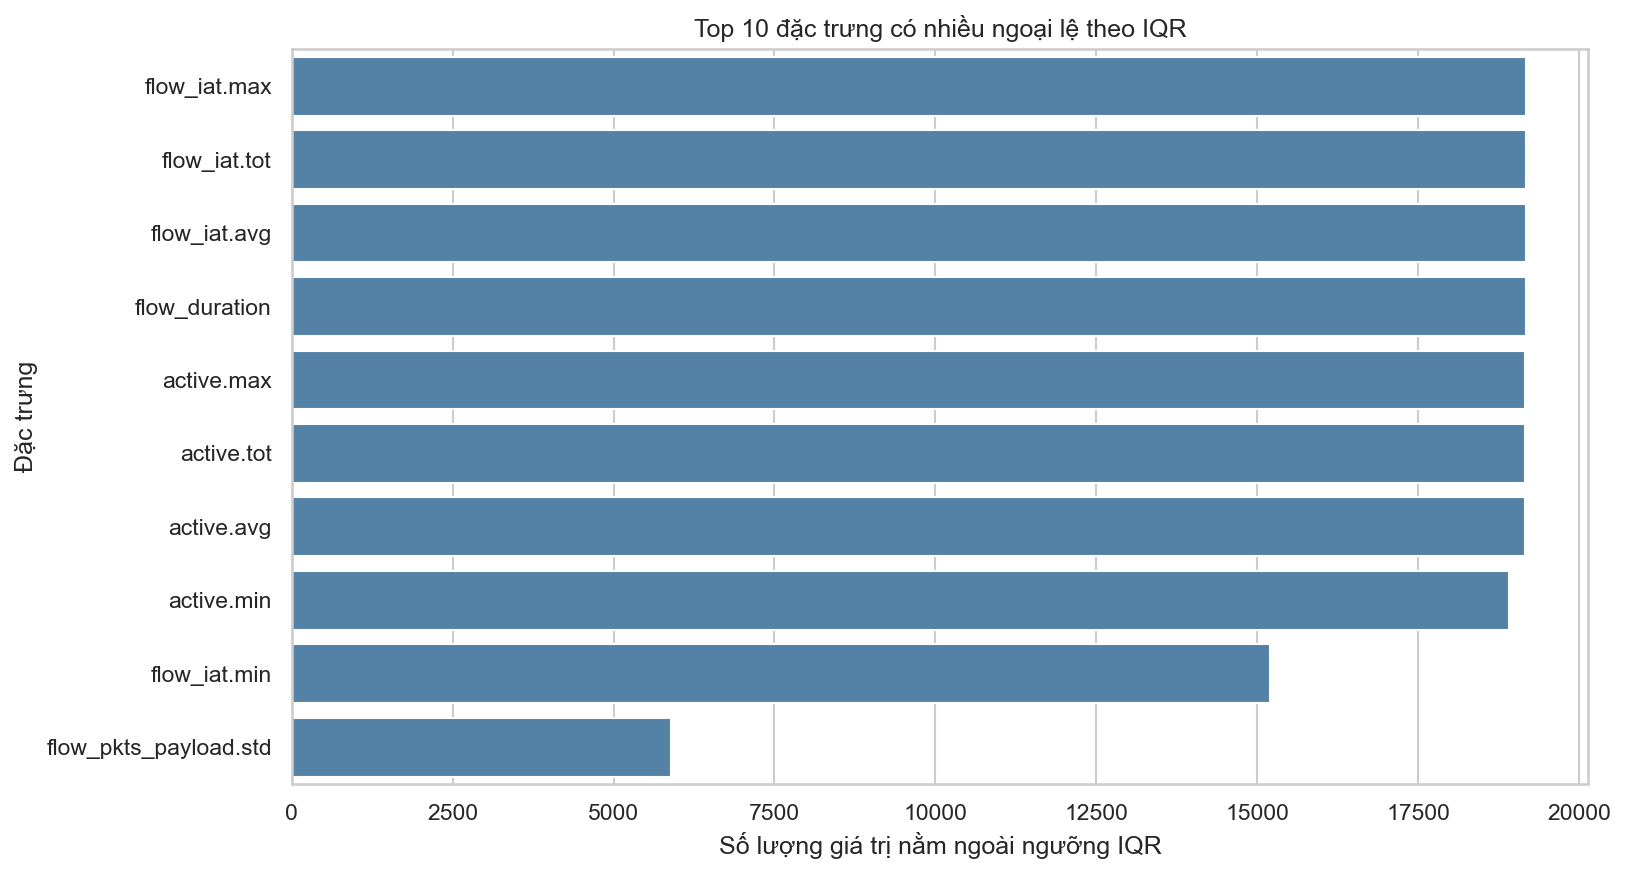 Top 10 đặc trưng có nhiều ngoại lệ theo IQR
Đặc trưng
flow_iat.max
flow_iat.tot
flow_iat.avg
flow_duration
active.max
active.tot
active.avg
active.min
flow_iat.min
flow_pkts_payload.std
0 2500 5000 7500 10000 12500 15000 17500 20000
Số lượng giá trị nằm ngoài ngưỡng IQR